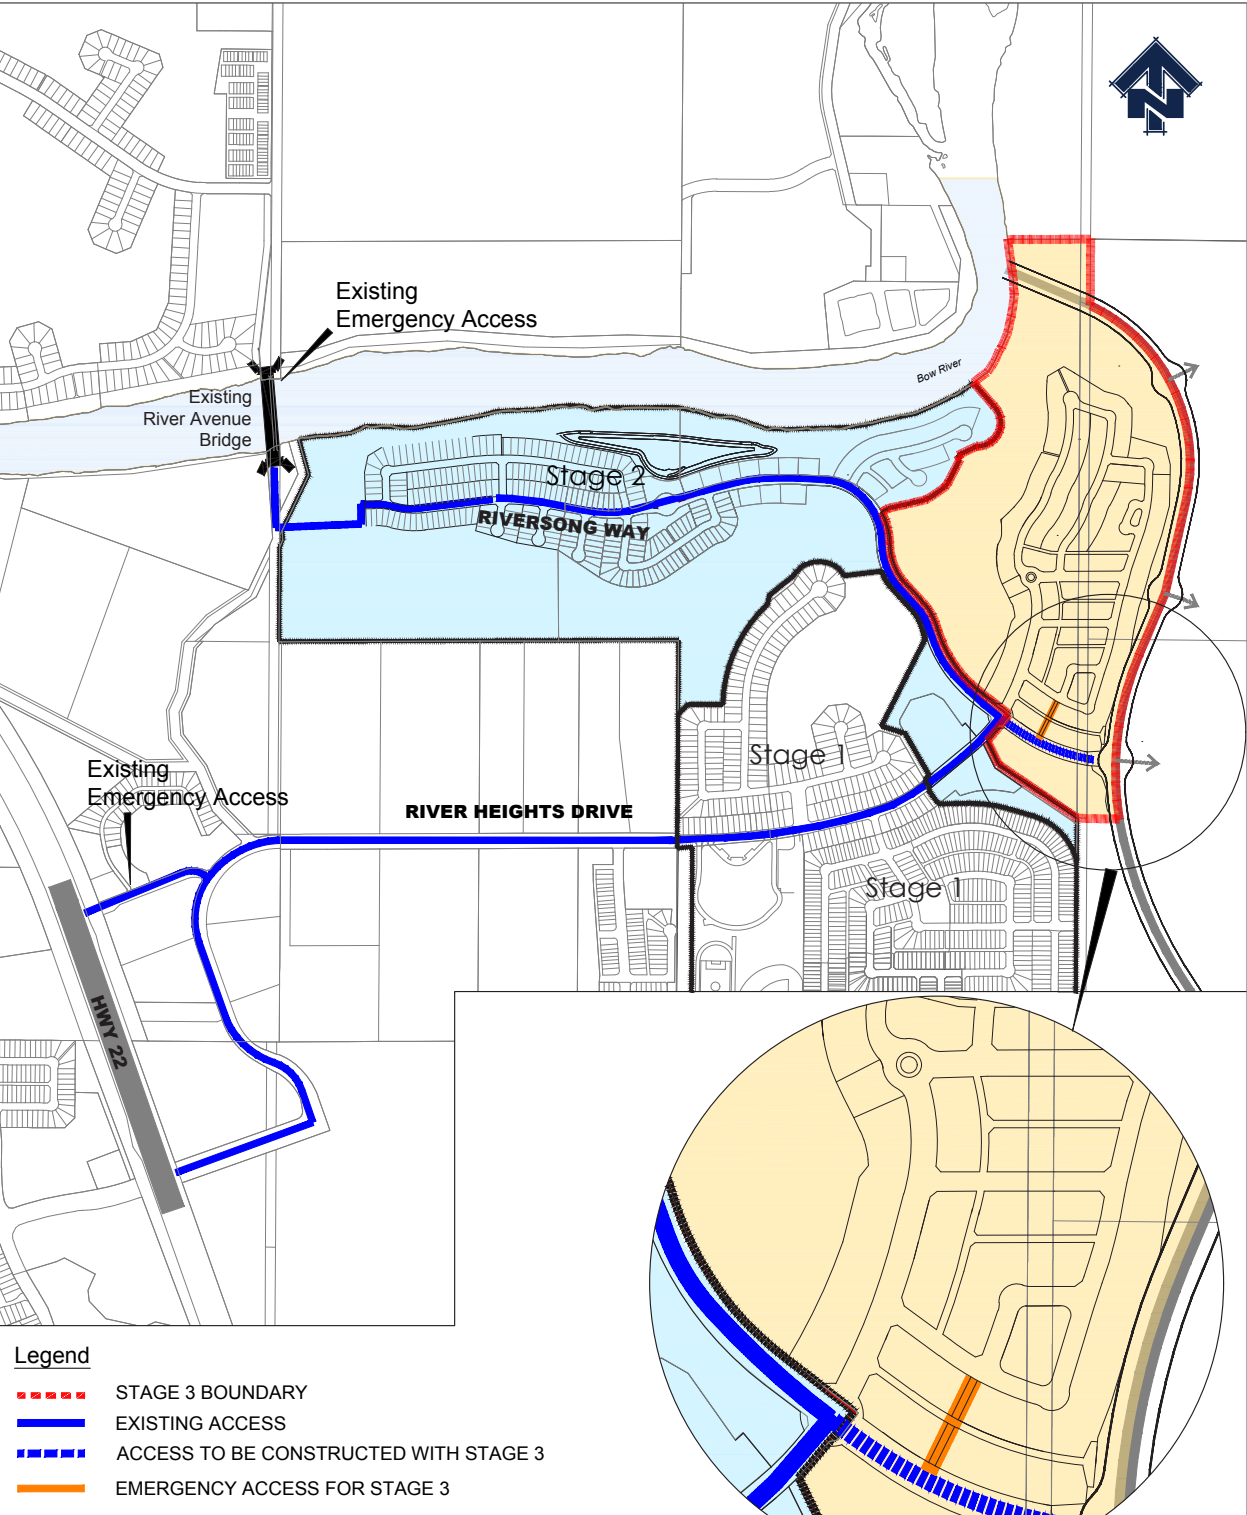 N
Existing
Emergency Access
Bow River
Existing
River Avenue
Bridge
Stage 2
RIVERSONG WAY
Stage 1
Existing
Emergency Access
RIVER HEIGHTS DRIVE
Stage 1
HWY 22
Legend
STAGE 3 BOUNDARY
EXISTING ACCESS
ACCESS TO BE CONSTRUCTED WITH STAGE 3
EMERGENCY ACCESS FOR STAGE 3